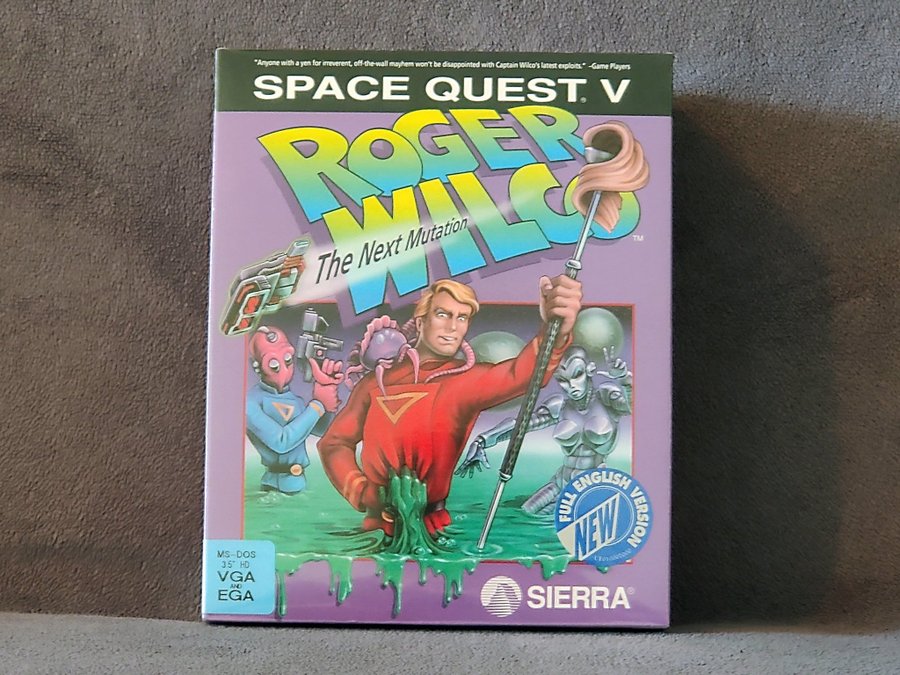 "Anyone with a yen for irreverent, off-the-wall mayhem won't be disappointed with Captain Wilco's latest exploits." -Game Players
SPACE QUEST® V
ROGER
WILCO™
The Next Mutation
FULL ENGLISH VERSION
NEW
MS-DOS
3.5" HD
VGA
AND
EGA
SIERRA®